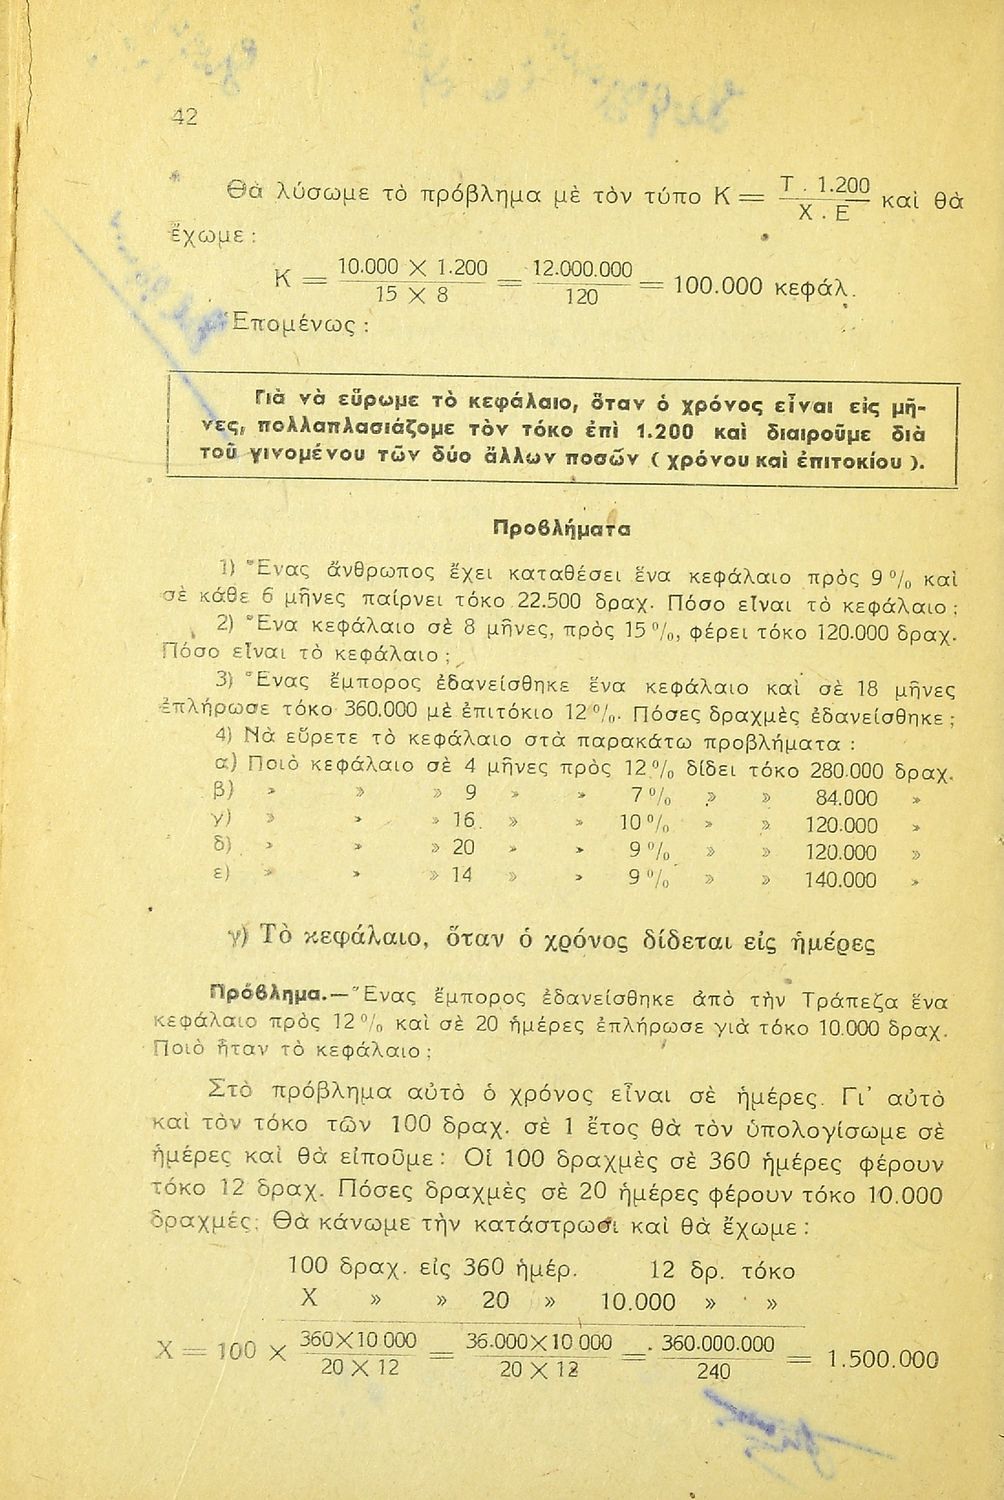 42
Θὰ λύσωμε τὸ πρόβλημα μὲ τὸν τύπο Κ = Τ . 1.200 / Χ . Ε καὶ θὰ
ἔχωμε :
Κ = 10.000 Χ 1.200 / 15 Χ 8 = 12.000.000 / 120 = 100.000 κεφάλ.
Ἑπομένως :
Γιὰ νὰ εὕρωμε τὸ κεφάλαιο, ὅταν ὁ χρόνος εἶναι εἰς μῆ-
νες, πολλαπλασιάζομε τὸν τόκο ἐπὶ 1.200 καὶ διαιροῦμε διὰ
τοῦ γινομένου τῶν δύο ἄλλων ποσῶν ( χρόνου καὶ ἐπιτοκίου ).
Προβλήματα
1) Ἕνας ἄνθρωπος ἔχει καταθέσει ἕνα κεφάλαιο πρὸς 9 % καὶ
σὲ κάθε 6 μῆνες παίρνει τόκο 22.500 δραχ. Πόσο εἶναι τὸ κεφάλαιο ;
2) Ἕνα κεφάλαιο σὲ 8 μῆνες, πρὸς 15 %, φέρει τόκο 120.000 δραχ.
Πόσο εἶναι τὸ κεφάλαιο ;
3) Ἕνας ἔμπορος ἐδανείσθηκε ἕνα κεφάλαιο καὶ σὲ 18 μῆνες
ἐπλήρωσε τόκο 360.000 μὲ ἐπιτόκιο 12 %. Πόσες δραχμὲς ἐδανείσθηκε ;
4) Νὰ εὕρετε τὸ κεφάλαιο στὰ παρακάτω προβλήματα :
α) Ποιὸ κεφάλαιο σὲ 4 μῆνες πρὸς 12 % δίδει τόκο 280.000 δραχ.
β) » » » 9 » » 7 % » » 84.000 »
γ) » » » 16 » » 10 % » » 120.000 »
δ) » » » 20 » » 9 % » » 120.000 »
ε) » » » 14 » » 9 % » » 140.000 »
γ) Τὸ κεφάλαιο, ὅταν ὁ χρόνος δίδεται εἰς ἡμέρες
Πρόβλημα.— Ἕνας ἔμπορος ἐδανείσθηκε ἀπὸ τὴν Τράπεζα ἕνα
κεφάλαιο πρὸς 12 % καὶ σὲ 20 ἡμέρες ἐπλήρωσε γιὰ τόκο 10.000 δραχ.
Ποιὸ ἦταν τὸ κεφάλαιο ;
Στὸ πρόβλημα αὐτὸ ὁ χρόνος εἶναι σὲ ἡμέρες. Γι' αὐτὸ
καὶ τὸν τόκο τῶν 100 δραχ. σὲ 1 ἔτος θὰ τὸν ὑπολογίσωμε σὲ
ἡμέρες καὶ θὰ εἰποῦμε : Οἱ 100 δραχμὲς σὲ 360 ἡμέρες φέρουν
τόκο 12 δραχ. Πόσες δραχμὲς σὲ 20 ἡμέρες φέρουν τόκο 10.000
δραχμές; Θὰ κάνωμε τὴν κατάστρωσι καὶ θὰ ἔχωμε :
100 δραχ. εἰς 360 ἡμέρ. 12 δρ. τόκο
Χ » » 20 » 10.000 » »
Χ = 100 Χ 360Χ10 000 / 20 Χ 12 = 36.000Χ10 000 / 20 Χ 12 = 360.000.000 / 240 = 1.500.000